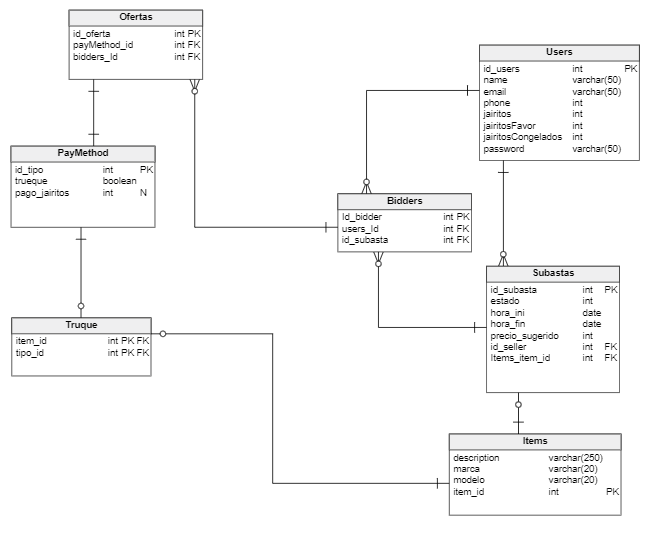 Ofertas
id_oferta int PK
payMethod_id int FK
bidders_Id int FK
Users
id_users int PK
name varchar(50)
email varchar(50)
phone int
jairitos int
jairitosFavor int
jairitosCongelados int
password varchar(50)
PayMethod
id_tipo int PK
trueque boolean
pago_jairitos int N
Bidders
Id_bidder int PK
users_Id int FK
id_subasta int FK
Subastas
id_subasta int PK
estado int
hora_ini date
hora_fin date
precio_sugerido int
id_seller int FK
Items_item_id int FK
Truque
item_id int PK FK
tipo_id int PK FK
Items
description varchar(250)
marca varchar(20)
modelo varchar(20)
item_id int PK